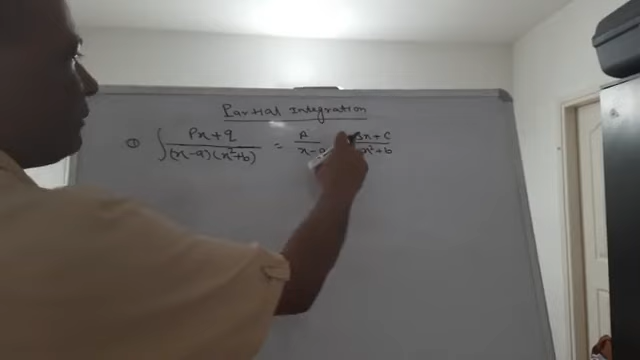 Partial Integration
① ∫ Px+q / (x-a)(x²+b) = A / x-a Bx+C / x²+b